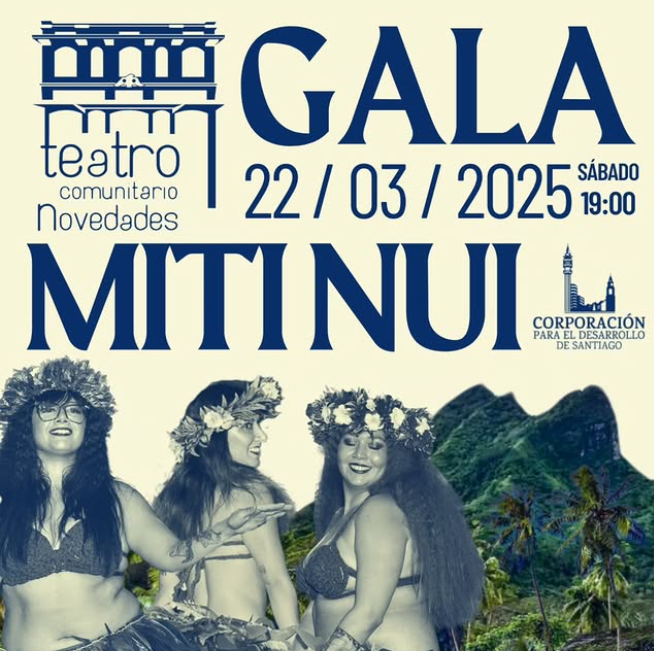 GALA
22 / 03 / 2025
SÁBADO
19:00
teatro
comunitario
Novedades
MITI NUI
CORPORACIÓN
PARA EL DESARROLLO
DE SANTIAGO